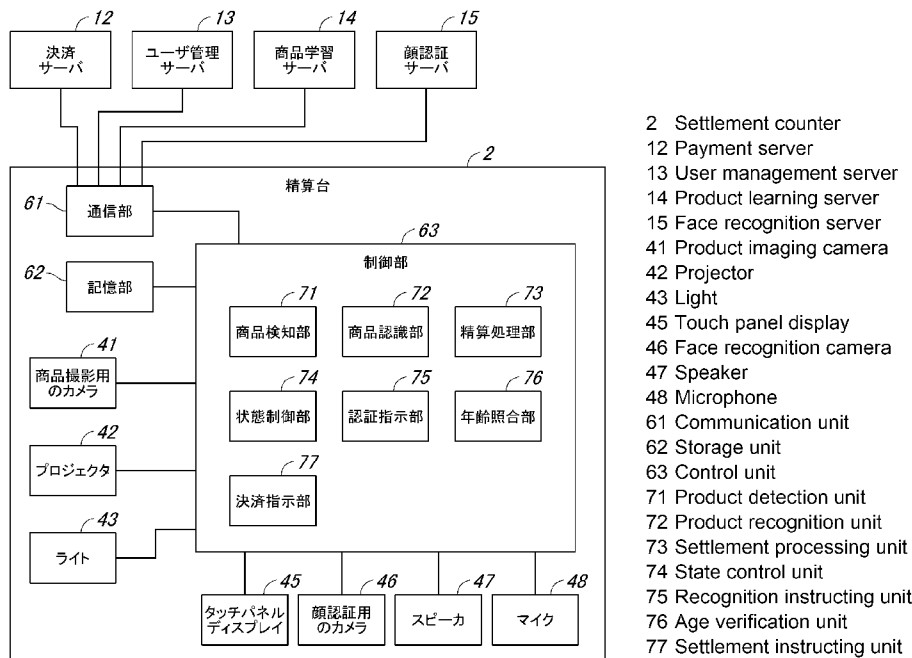 12
13
14
15
決済
サーバ
ユーザ管理
サーバ
商品学習
サーバ
顔認証
サーバ
2
精算台
61
通信部
63
制御部
62
記憶部
71
商品検知部
72
商品認識部
73
精算処理部
41
商品撮影用
のカメラ
74
状態制御部
75
認証指示部
76
年齢照合部
42
プロジェクタ
77
決済指示部
43
ライト
45
タッチパネル
ディスプレイ
46
顔認証用
のカメラ
47
スピーカ
48
マイク
2 Settlement counter
12 Payment server
13 User management server
14 Product learning server
15 Face recognition server
41 Product imaging camera
42 Projector
43 Light
45 Touch panel display
46 Face recognition camera
47 Speaker
48 Microphone
61 Communication unit
62 Storage unit
63 Control unit
71 Product detection unit
72 Product recognition unit
73 Settlement processing unit
74 State control unit
75 Recognition instructing unit
76 Age verification unit
77 Settlement instructing unit